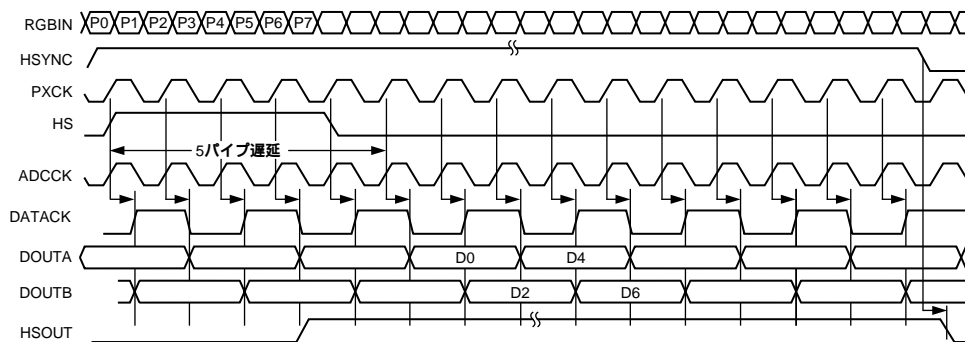 RGBIN P0 P1 P2 P3 P4 P5 P6 P7
HSYNC
PXCK
HS
5パイプ遅延
ADCCK
DATACK
DOUTA D0 D4
DOUTB D2 D6
HSOUT